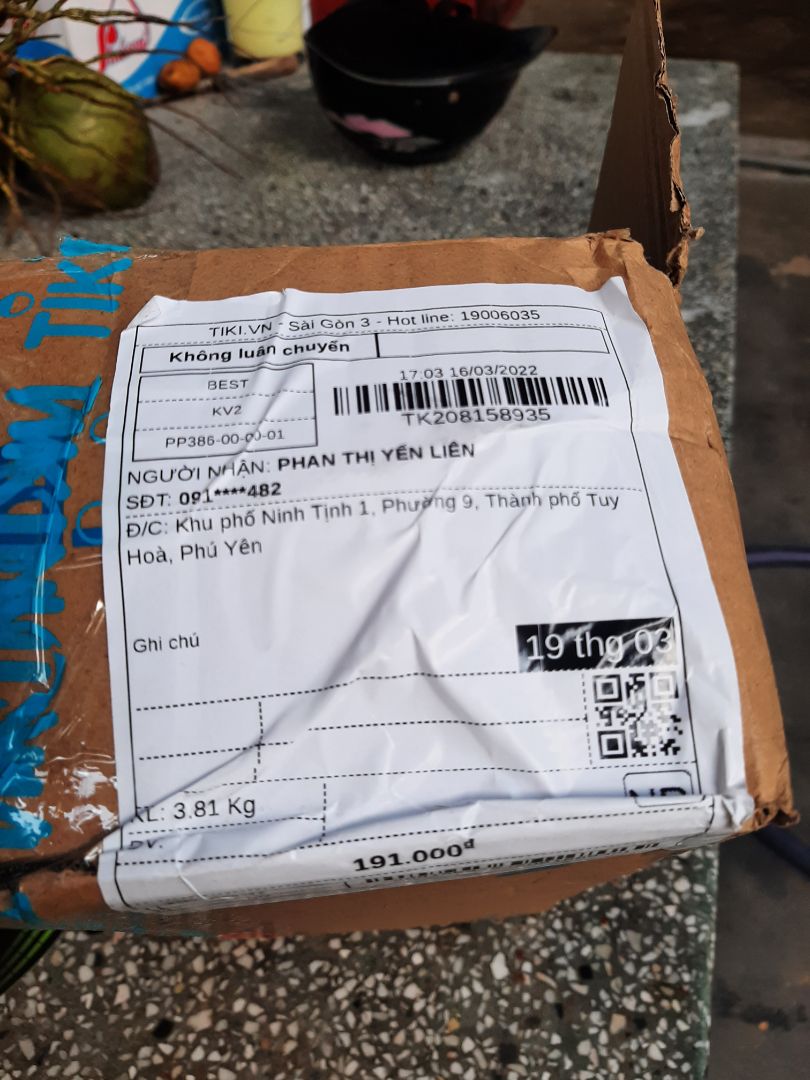 TIKI
TIKI.VN - Sài Gòn 3 - Hot line: 19006035
Không luân chuyển
BEST
KV2
PP386-00-00-01
17:03 16/03/2022
TK208158935
NGƯỜI NHẬN: PHAN THỊ YẾN LIÊN
SĐT: 091****482
Đ/C: Khu phố Ninh Tịnh 1, Phường 9, Thành phố Tuy
Hoà, Phú Yên
Ghi chú
19 thg 03
KL: 3.81 Kg
191.000đ